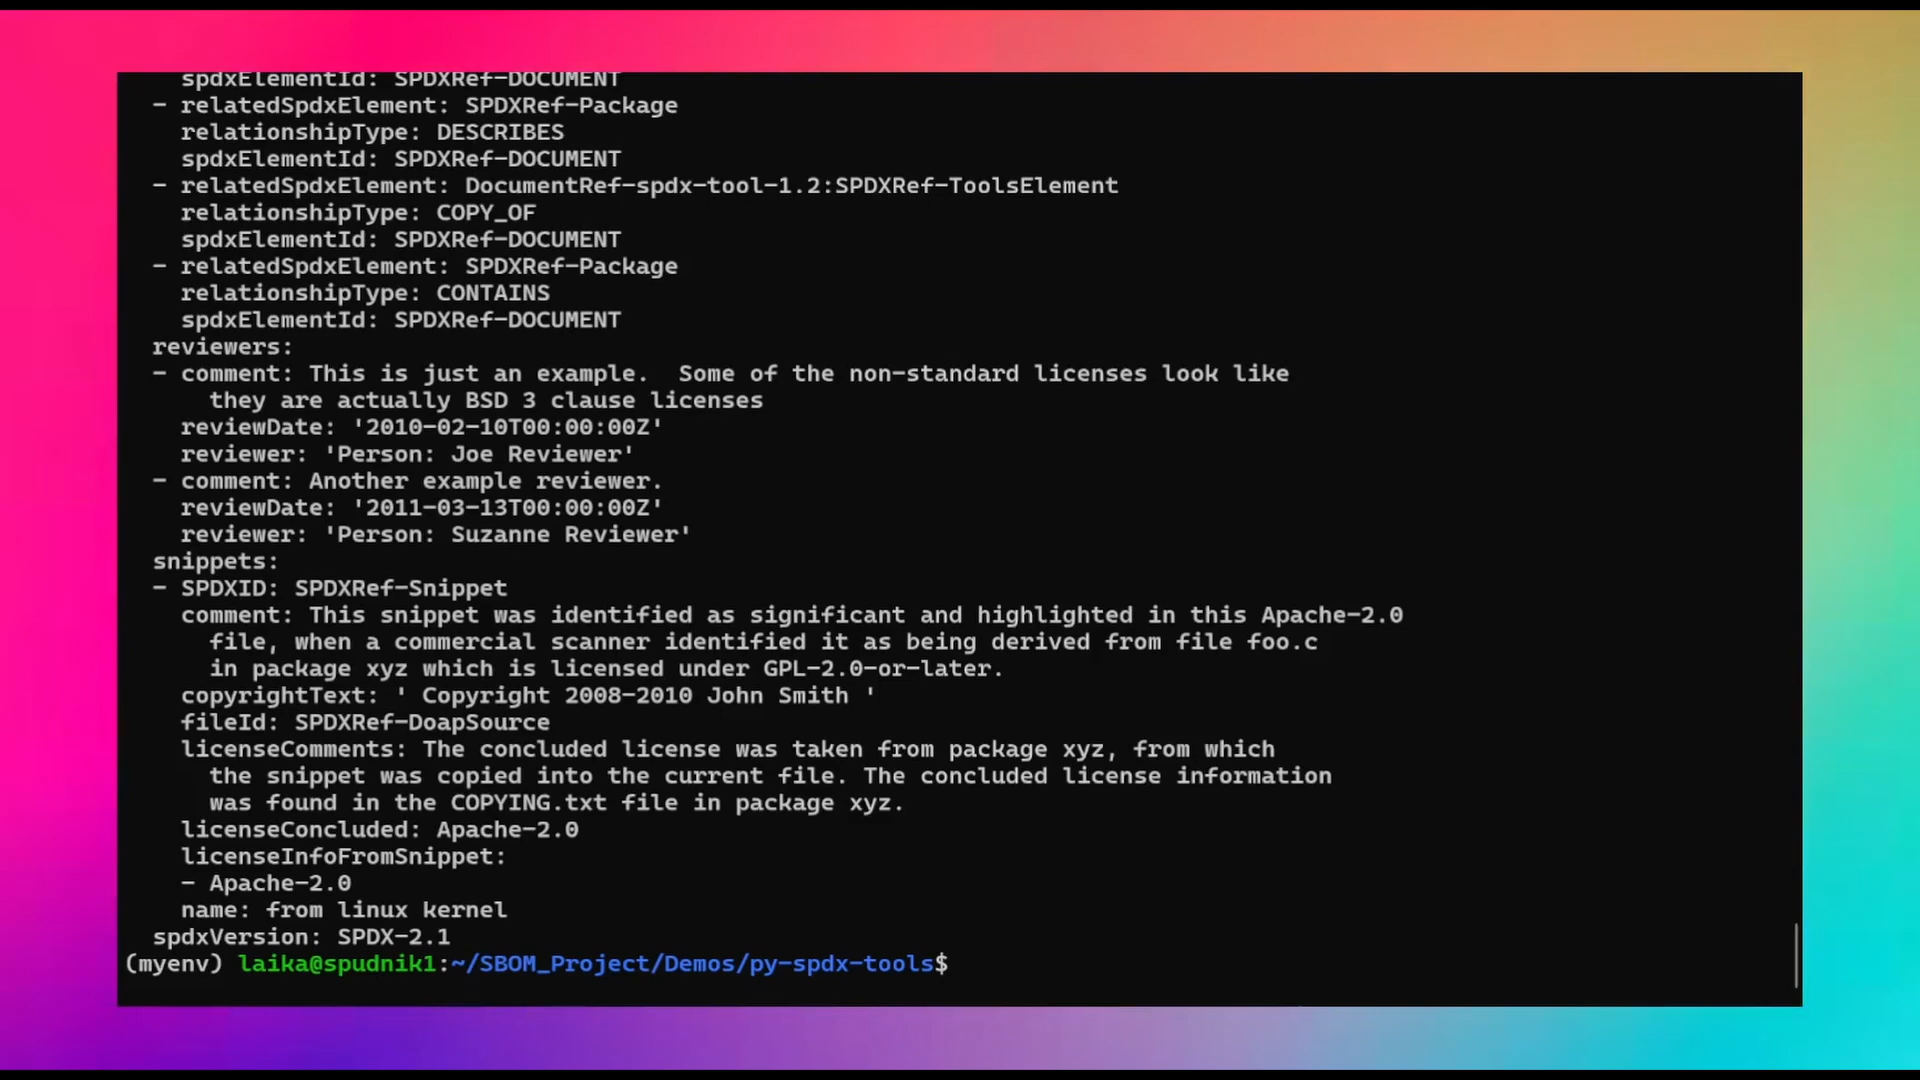 spdxElementId: SPDXRef-DOCUMENT
  - relatedSpdxElement: SPDXRef-Package
    relationshipType: DESCRIBES
    spdxElementId: SPDXRef-DOCUMENT
  - relatedSpdxElement: DocumentRef-spdx-tool-1.2:SPDXRef-ToolsElement
    relationshipType: COPY_OF
    spdxElementId: SPDXRef-DOCUMENT
  - relatedSpdxElement: SPDXRef-Package
    relationshipType: CONTAINS
    spdxElementId: SPDXRef-DOCUMENT
  reviewers:
  - comment: This is just an example.  Some of the non-standard licenses look like
      they are actually BSD 3 clause licenses
    reviewDate: '2010-02-10T00:00:00Z'
    reviewer: 'Person: Joe Reviewer'
  - comment: Another example reviewer.
    reviewDate: '2011-03-13T00:00:00Z'
    reviewer: 'Person: Suzanne Reviewer'
  snippets:
  - SPDXID: SPDXRef-Snippet
    comment: This snippet was identified as significant and highlighted in this Apache-2.0
      file, when a commercial scanner identified it as being derived from file foo.c
      in package xyz which is licensed under GPL-2.0-or-later.
    copyrightText: ' Copyright 2008-2010 John Smith '
    fileId: SPDXRef-DoapSource
    licenseComments: The concluded license was taken from package xyz, from which
      the snippet was copied into the current file. The concluded license information
      was found in the COPYING.txt file in package xyz.
    licenseConcluded: Apache-2.0
    licenseInfoFromSnippet:
    - Apache-2.0
    name: from linux kernel
  spdxVersion: SPDX-2.1
(myenv) laika@spudnik1:~/SBOM_Project/Demos/py-spdx-tools$